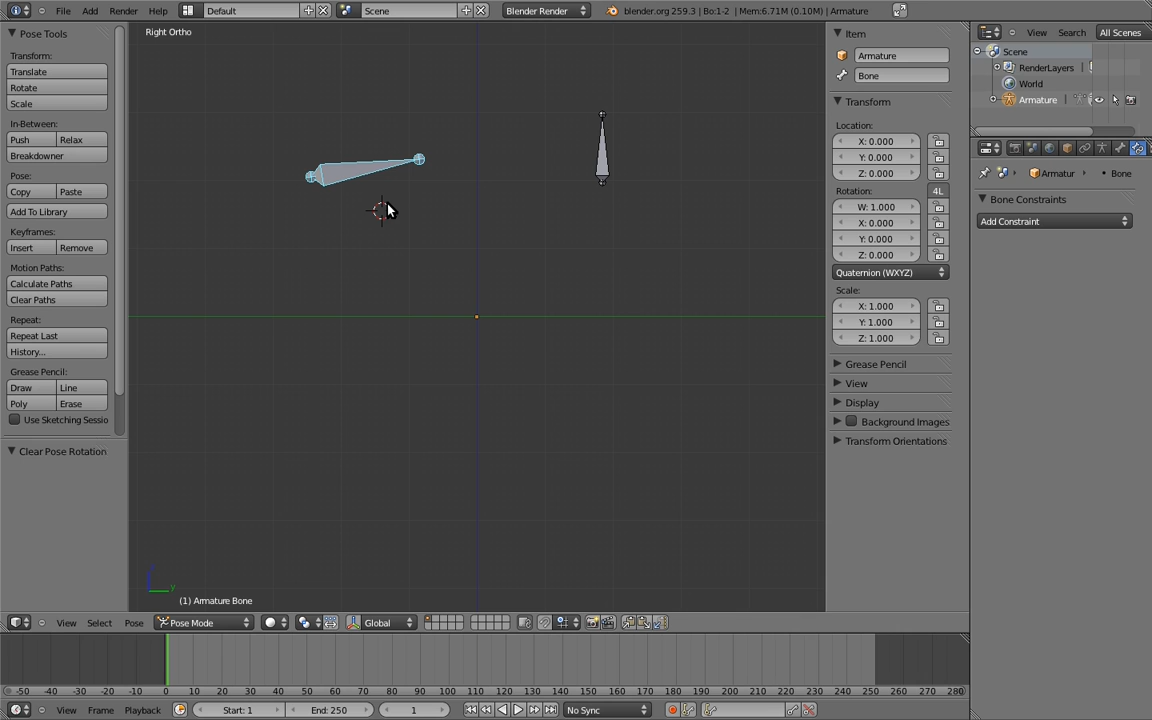 File Add Render Help Default Scene Blender Render blender.org 259.3 | Bo:1-2 | Mem:6.71M (0.10M) | Armature
Pose Tools
Transform:
Translate
Rotate
Scale
In-Between:
Push Relax
Breakdowner
Pose:
Copy Paste
Add To Library
Keyframes:
Insert Remove
Motion Paths:
Calculate Paths
Clear Paths
Repeat:
Repeat Last
History...
Grease Pencil:
Draw Line
Poly Erase
Use Sketching Sessio
Clear Pose Rotation
Right Ortho
y
(1) Armature Bone
Item
Armature
Bone
Transform
Location:
X: 0.000
Y: 0.000
Z: 0.000
Rotation:
4L
W: 1.000
X: 0.000
Y: 0.000
Z: 0.000
Quaternion (WXYZ)
Scale:
X: 1.000
Y: 1.000
Z: 1.000
Grease Pencil
View
Display
Background Images
Transform Orientations
View Search All Scenes
Scene
RenderLayers |
World
Armature |
Armatur Bone
Bone Constraints
Add Constraint
View Select Pose Pose Mode Global
-50 -40 -30 -20 -10 0 10 20 30 40 50 60 70 80 90 100 110 120 130 140 150 160 170 180 190 200 210 220 230 240 250 260 270 280
View Frame Playback Start: 1 End: 250 1 No Sync